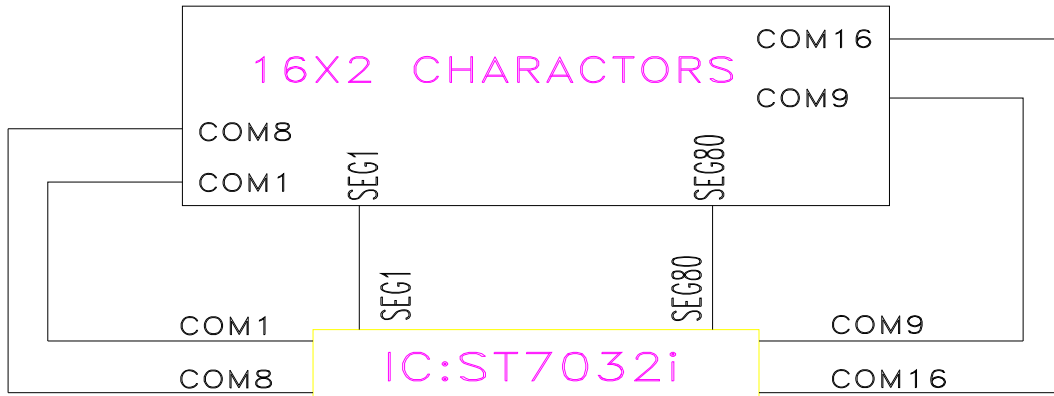 COM16
16X2 CHARACTORS
COM9
COM8
COM1
SEG1
SEG80
SEG1
SEG80
COM1
COM9
IC:ST7032i
COM8
COM16